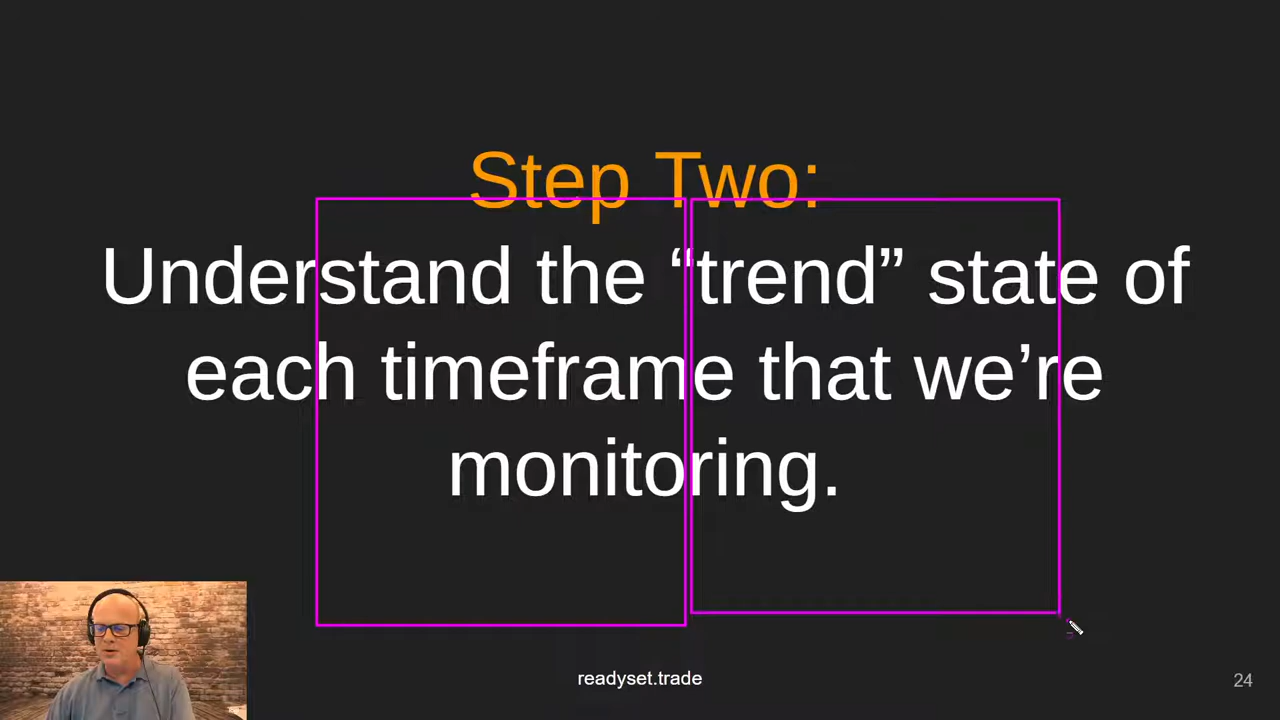 Step Two:
Understand the “trend” state of
each timeframe that we’re
monitoring.
readyset.trade
24